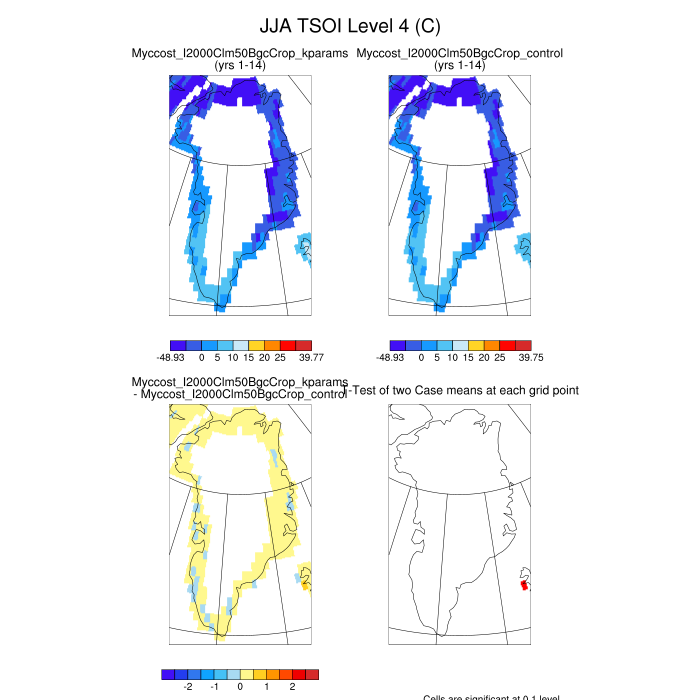 JJA TSOI Level 4 (C)
Myccost_I2000Clm50BgcCrop_kparams
(yrs 1-14)
Myccost_I2000Clm50BgcCrop_control
(yrs 1-14)
-48.93 0 5 10 15 20 25 39.77
-48.93 0 5 10 15 20 25 39.75
Myccost_I2000Clm50BgcCrop_kparams
- Myccost_I2000Clm50BgcCrop_control
T-Test of two Case means at each grid point
-2 -1 0 1 2
Cells are significant at 0.1 level